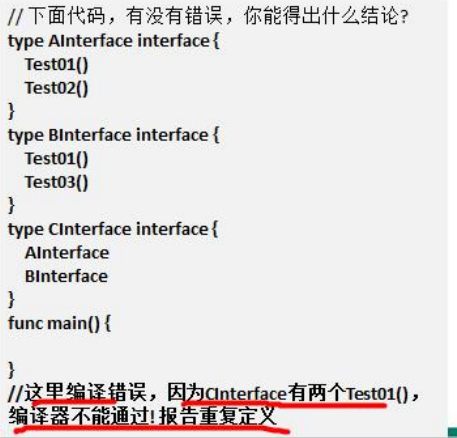 // 下面代码，有没有错误，你能得出什么结论?
type AInterface interface {
Test01()
Test02()
}
type BInterface interface {
Test01()
Test03()
}
type CInterface interface {
AInterface
BInterface
}
func main() {
}
//这里编译错误，因为CInterface有两个Test01()，
编译器不能通过! 报告重复定义